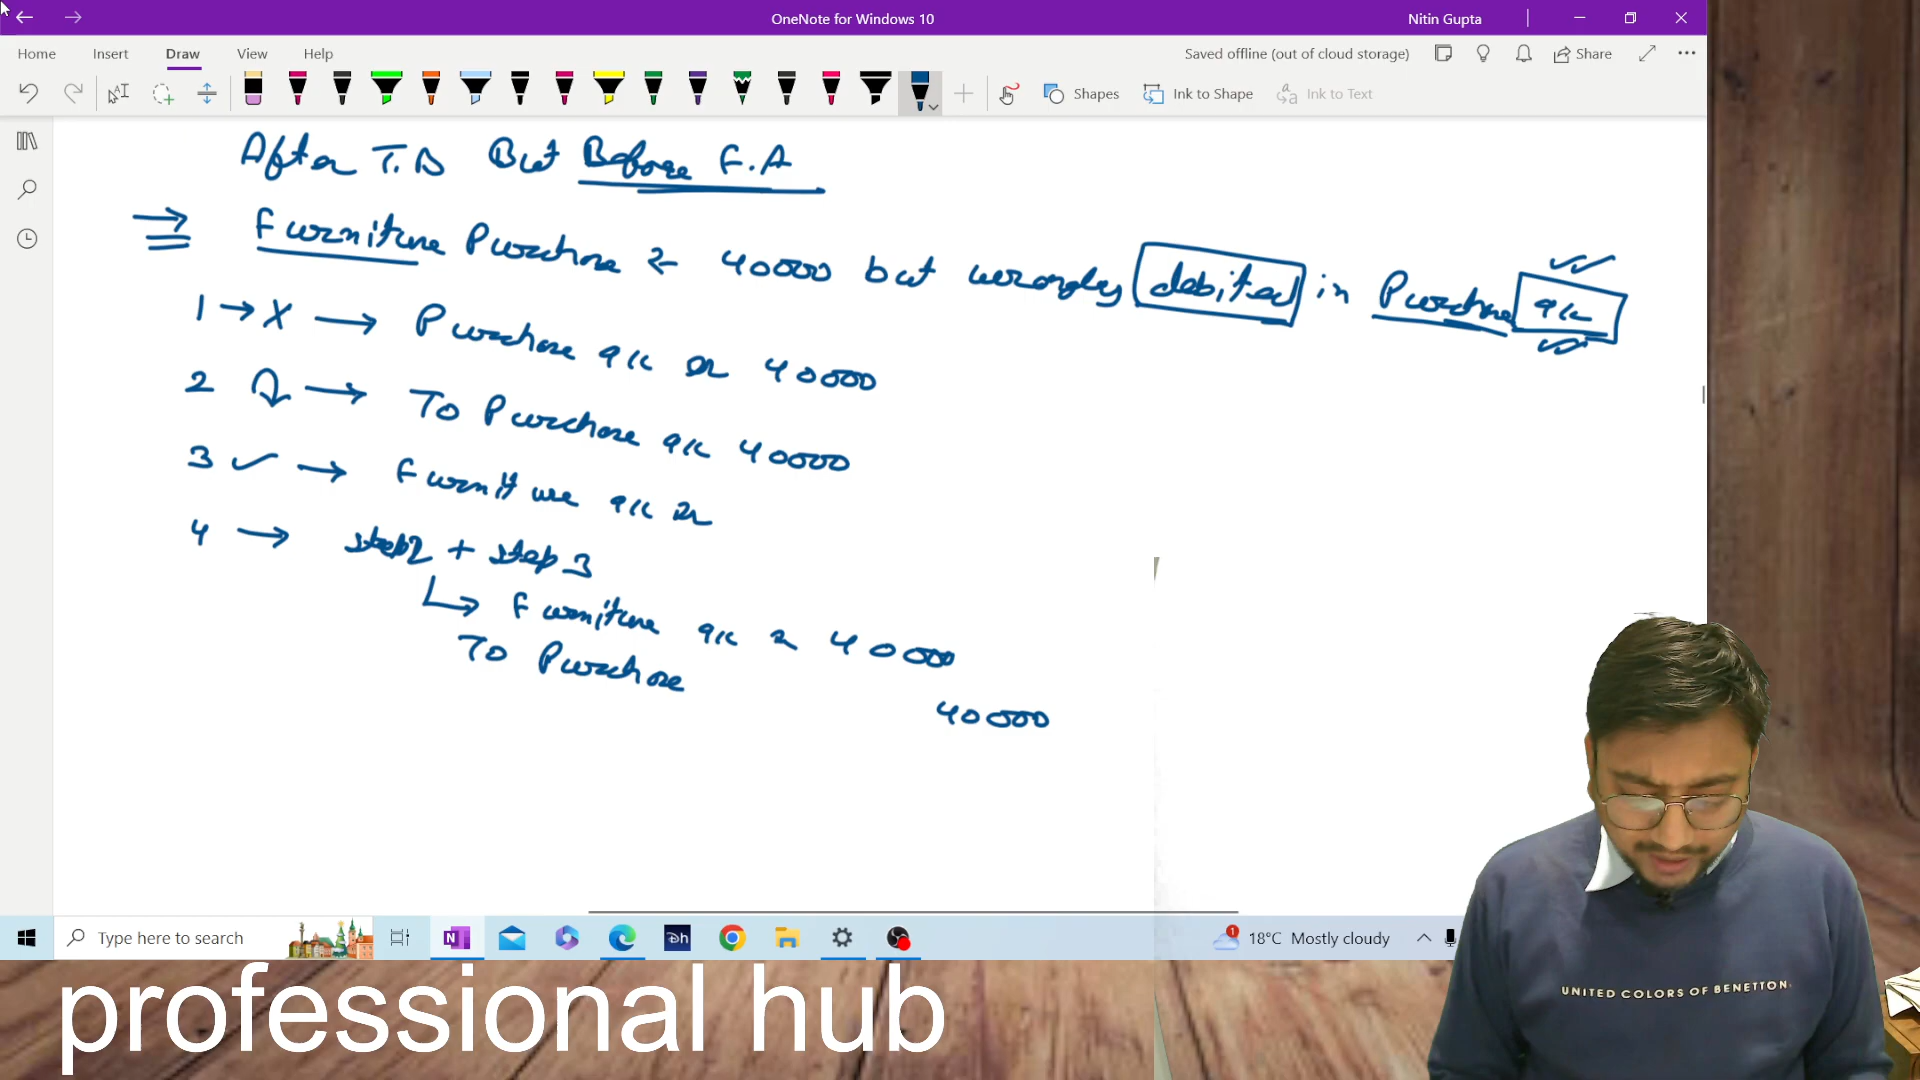 OneNote for Windows 10
Nitin Gupta
Home Insert Draw View Help
Saved offline (out of cloud storage)
Share
Shapes
Ink to Shape
Ink to Text
After T.B But Before F.A
Furniture Purchase ₹ 40000 but wrongly debited in Purchase a/c
1 → X → Purchase a/c Dr 40000
2 → To Purchase a/c 40000
3 ✓ → Furniture a/c Dr
4 → step2 + step 3
Furniture a/c Dr 40000
To Purchase
40000
Type here to search
Dh
1
18°C Mostly cloudy
UNITED COLORS OF BENETTON.
professional hub